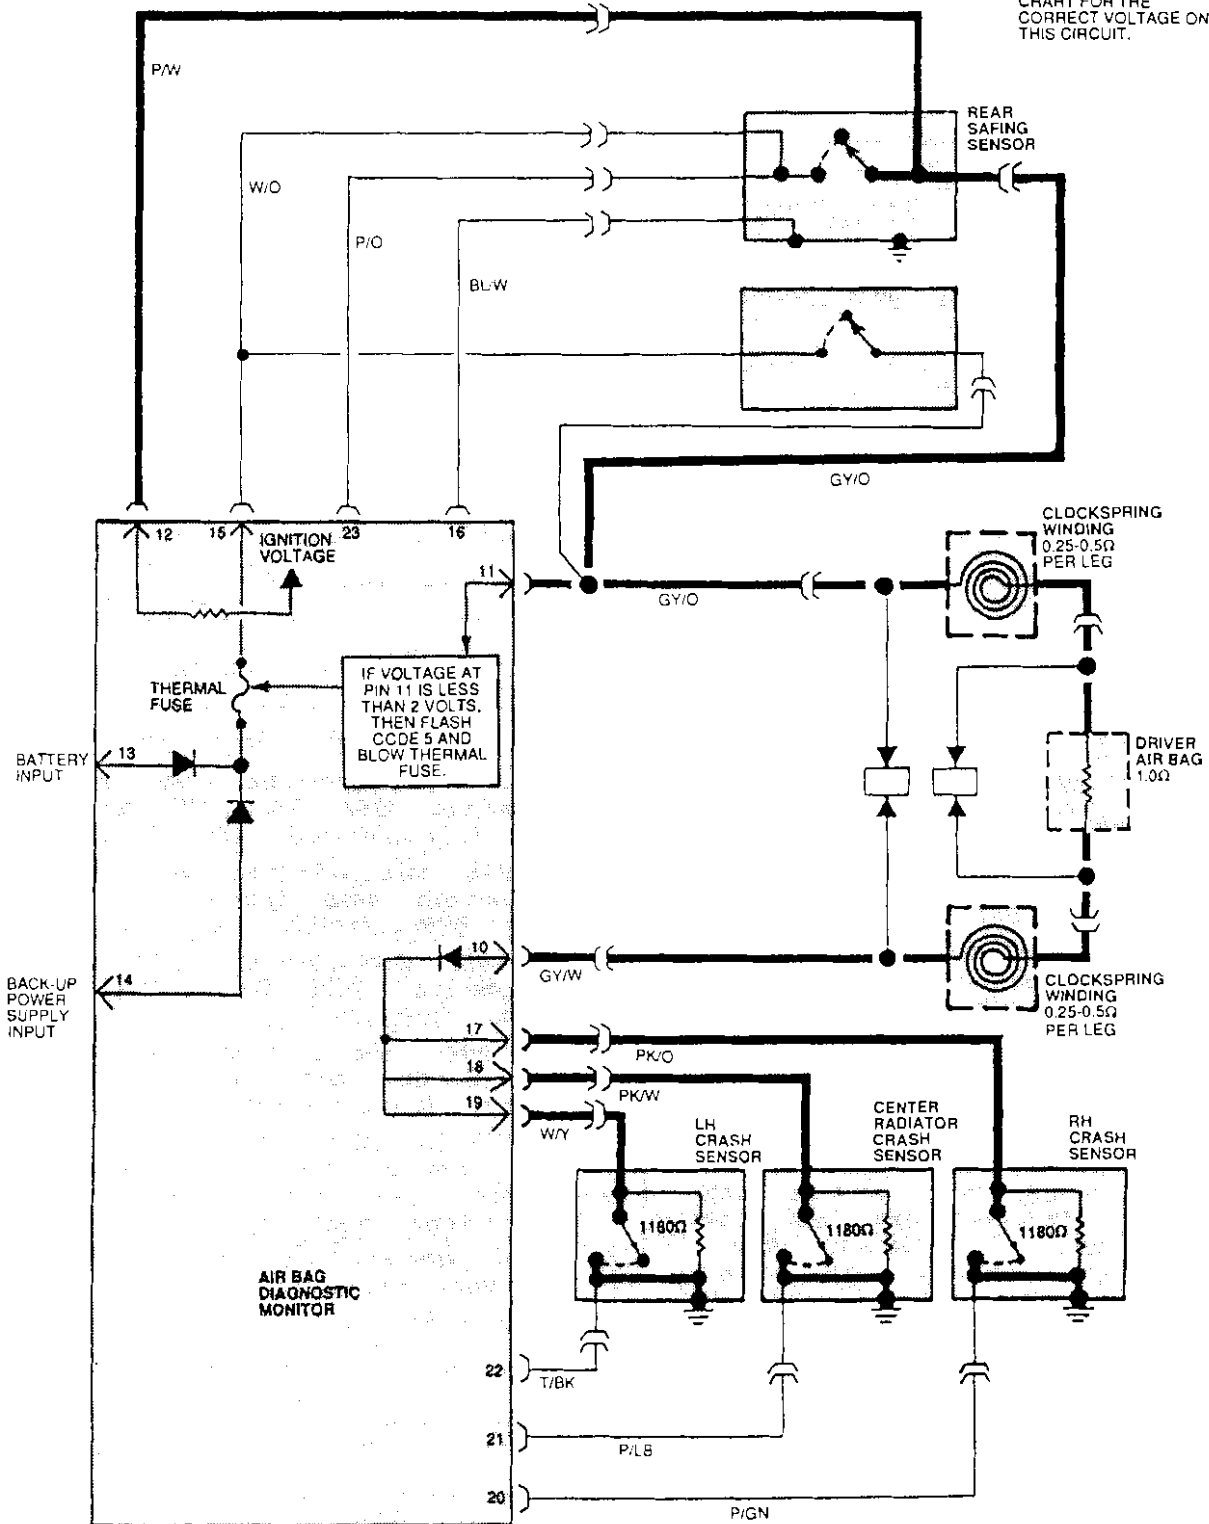 CHART FOR THE
CORRECT VOLTAGE ON
THIS CIRCUIT.
P/W
REAR
SAFING
SENSOR
W/O
P/O
BL/W
GY/O
12
15
23
16
IGNITION
VOLTAGE
CLOCKSPRING
WINDING
0.25-0.5Ω
PER LEG
11
GY/O
THERMAL
FUSE
IF VOLTAGE AT
PIN 11 IS LESS
THAN 2 VOLTS,
THEN FLASH
CODE 5 AND
BLOW THERMAL
FUSE.
BATTERY
INPUT
13
DRIVER
AIR BAG
1.0Ω
10
GY/W
BACK-UP
POWER
SUPPLY
INPUT
14
CLOCKSPRING
WINDING
0.25-0.5Ω
PER LEG
17
PK/O
18
PK/W
19
W/Y
LH
CRASH
SENSOR
CENTER
RADIATOR
CRASH
SENSOR
RH
CRASH
SENSOR
1180Ω
1180Ω
1180Ω
AIR BAG
DIAGNOSTIC
MONITOR
22
T/BK
21
P/LB
20
P/GN